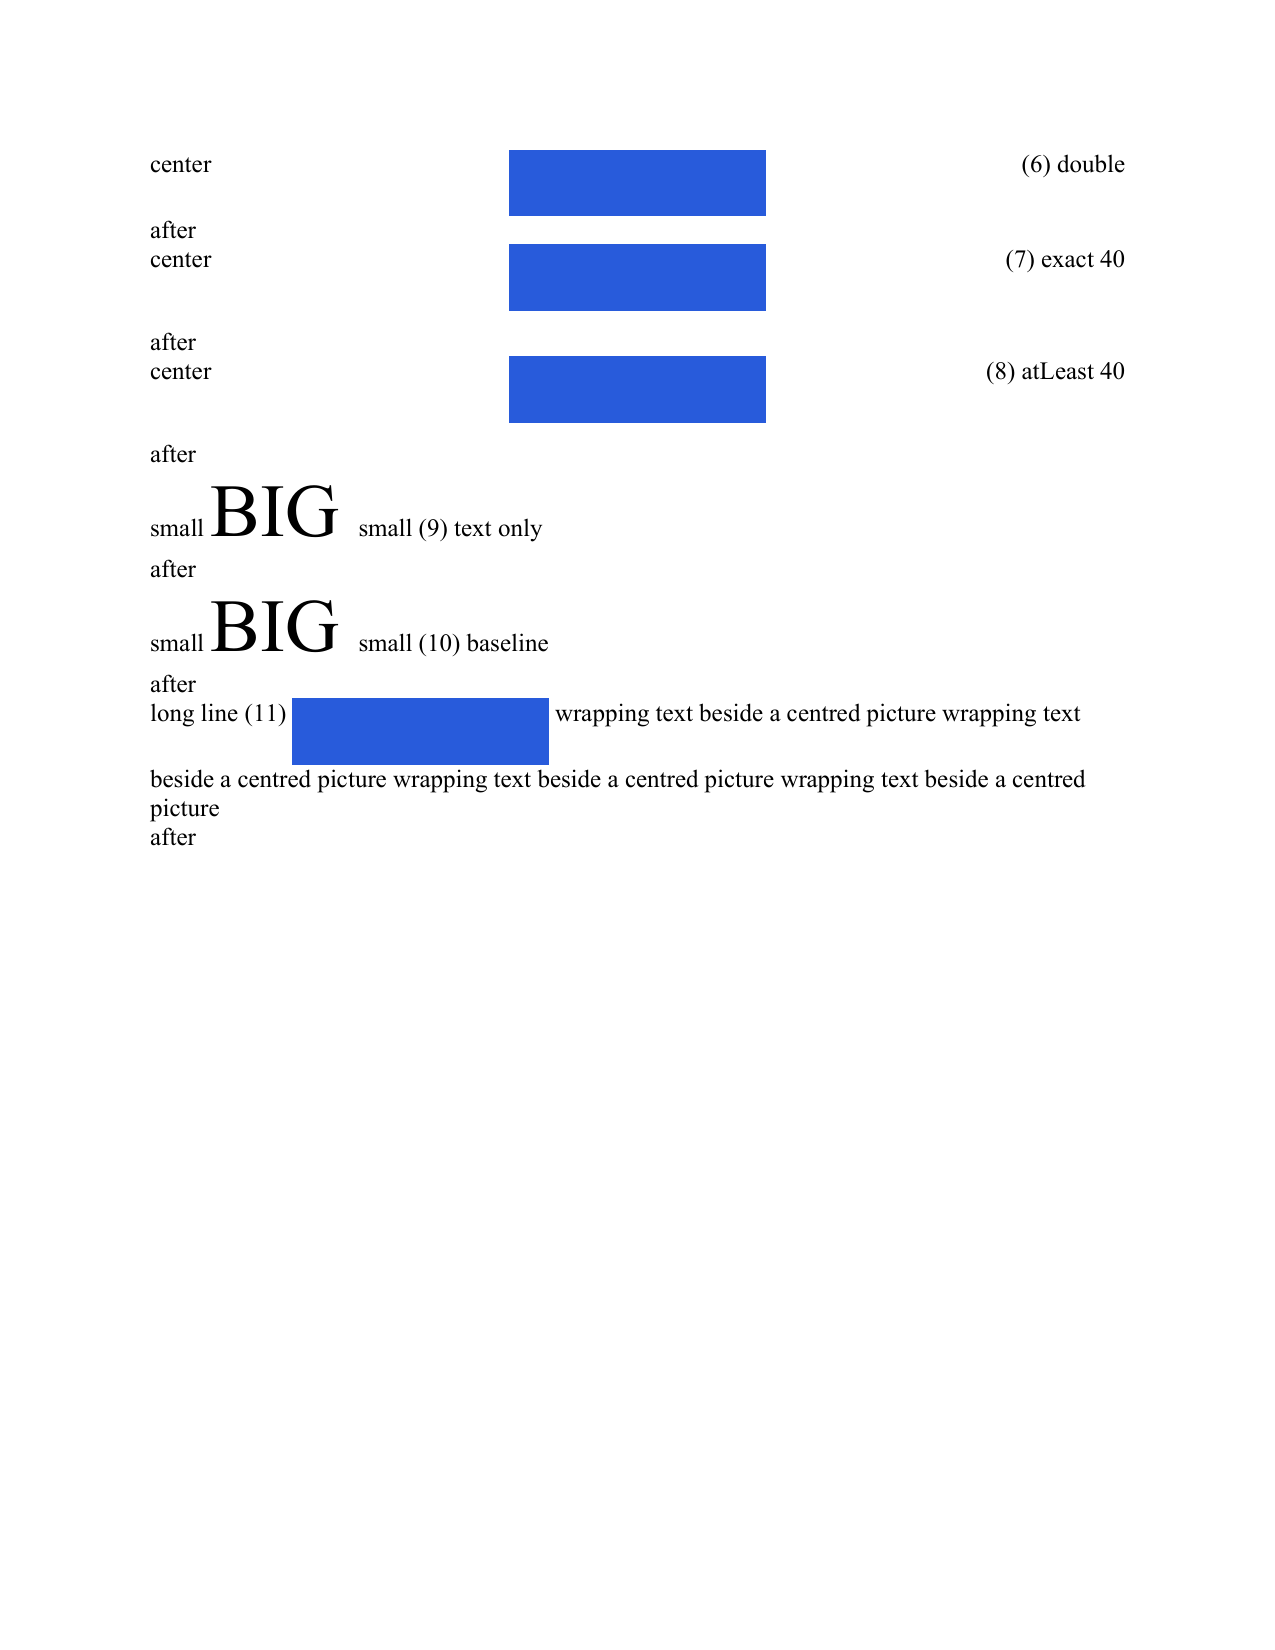 center (6) double
after
center (7) exact 40
after
center (8) atLeast 40
after
small BIG small (9) text only
after
small BIG small (10) baseline
after
long line (11) wrapping text beside a centred picture wrapping text
beside a centred picture wrapping text beside a centred picture wrapping text beside a centred
picture
after